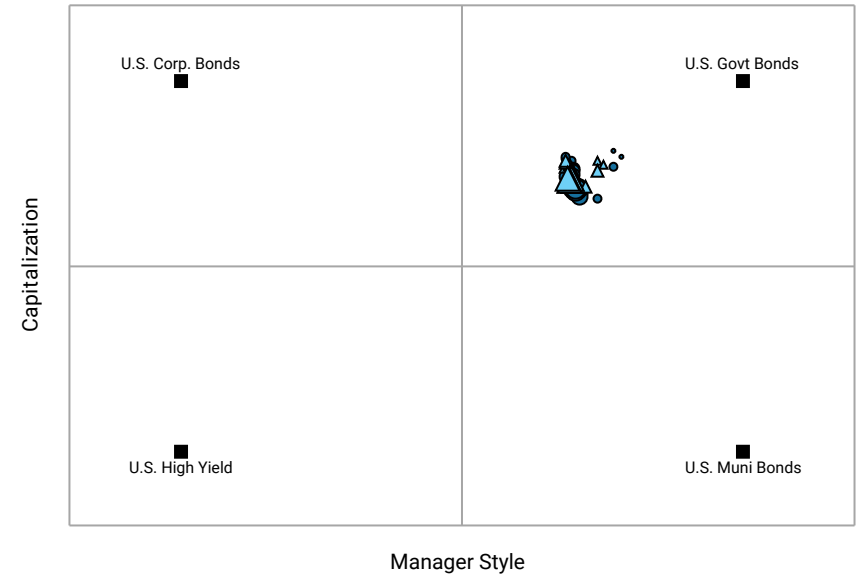 U.S. Corp. Bonds
U.S. Govt Bonds
Capitalization
U.S. High Yield
U.S. Muni Bonds
Manager Style